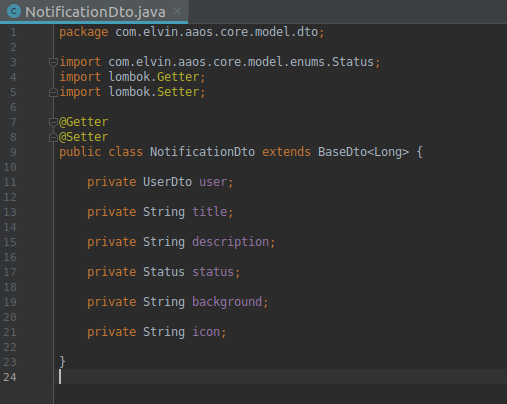 NotificationDto.java
1 package com.elvin.aaos.core.model.dto;
2
3 import com.elvin.aaos.core.model.enums.Status;
4 import lombok.Getter;
5 import lombok.Setter;
6
7 @Getter
8 @Setter
9 public class NotificationDto extends BaseDto<Long> {
10
11     private UserDto user;
12
13     private String title;
14
15     private String description;
16
17     private Status status;
18
19     private String background;
20
21     private String icon;
22
23 }
24